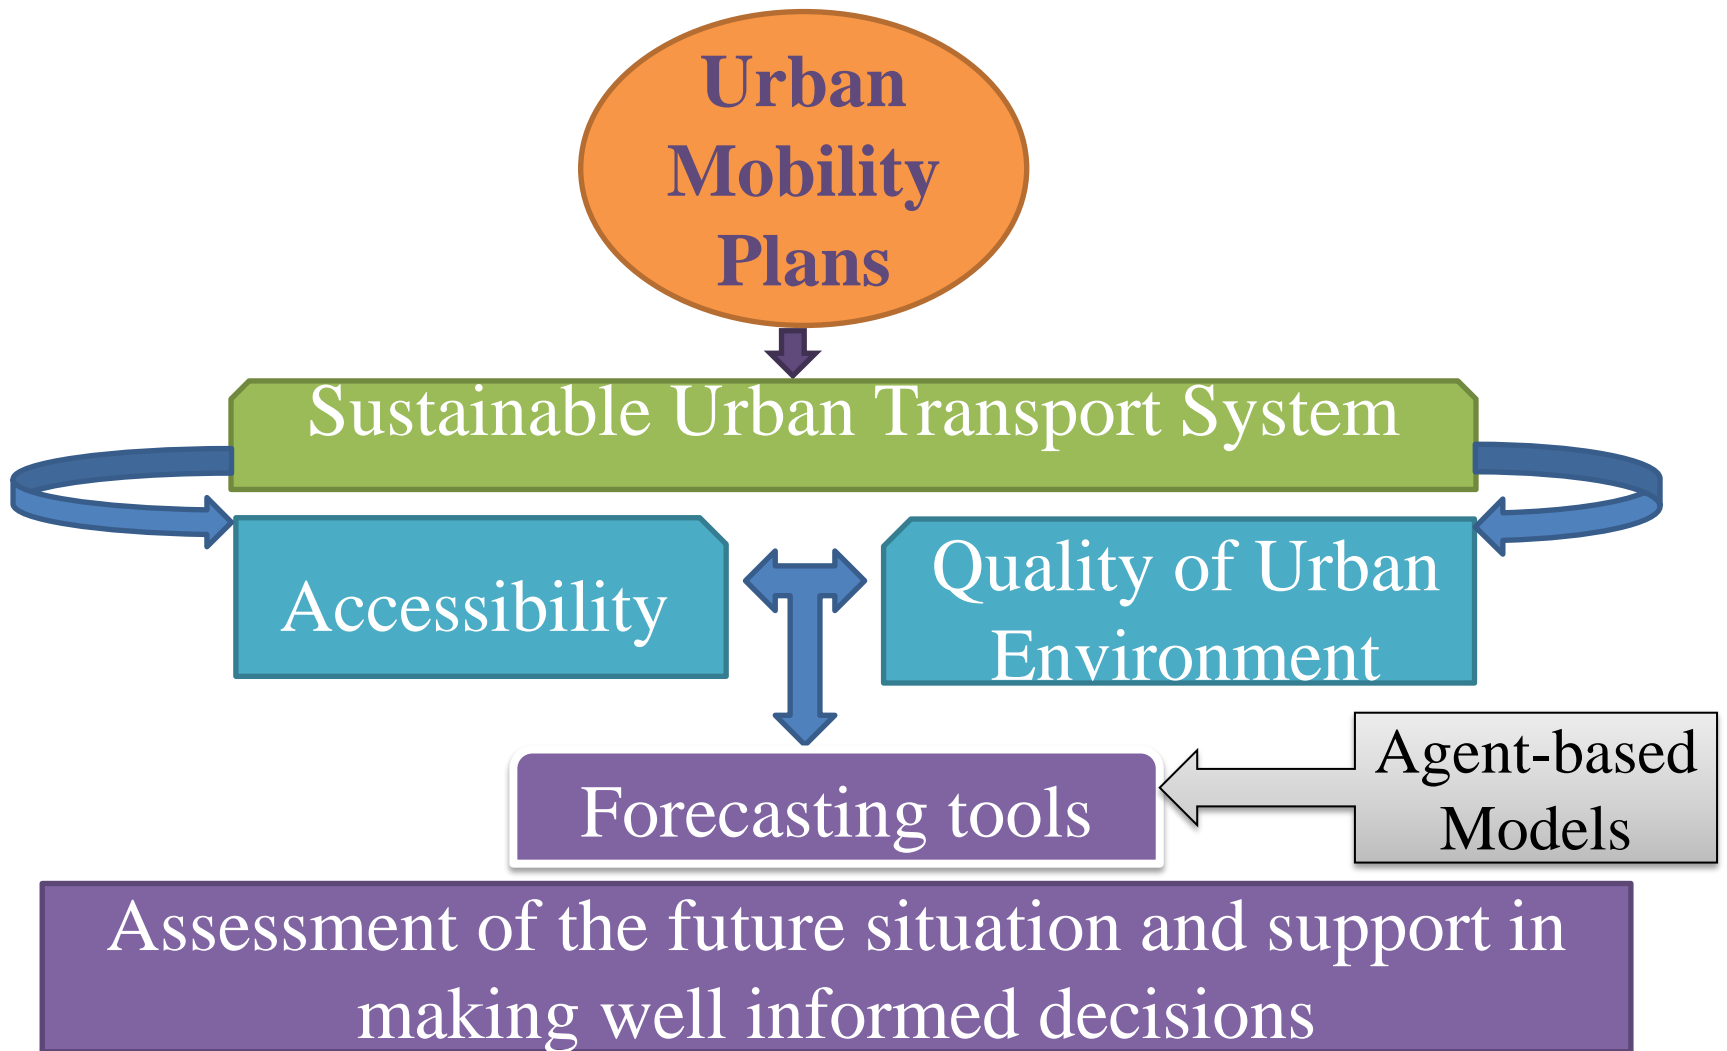 Urban
Mobility
Plans
Sustainable Urban Transport System
Accessibility
Quality of Urban
Environment
Agent-based
Models
Forecasting tools
Assessment of the future situation and support in
making well informed decisions